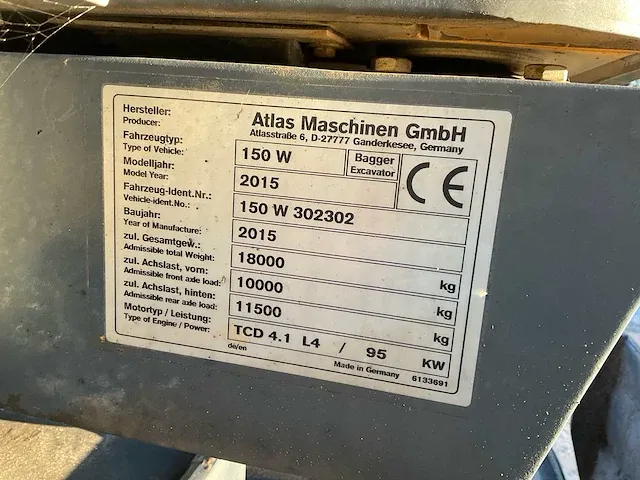 Hersteller:
Producer:
Atlas Maschinen GmbH
Atlasstraße 6, D-27777 Ganderkesee, Germany
Fahrzeugtyp:
Type of Vehicle:
150 W
Bagger
Excavator
CE
Modelljahr:
Model Year:
2015
Fahrzeug-Ident.Nr.:
Vehicle-ident.No.:
150 W 302302
Baujahr:
Year of Manufacture:
2015
zul. Gesamtgew.:
Admissible total Weight:
18000 kg
zul. Achslast, vorn:
Admissible front axle load:
10000 kg
zul. Achslast, hinten:
Admissible rear axle load:
11500 kg
Motortyp / Leistung:
Type of Engine / Power:
TCD 4.1 L4 / 95 KW
de/en
Made in Germany
6133691